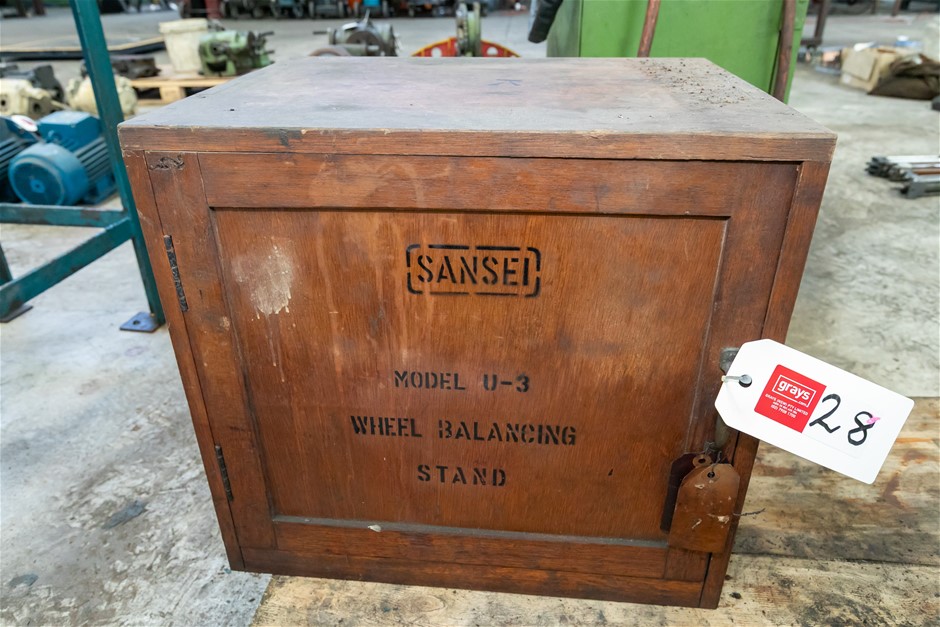 SANSEI
MODEL U-3
WHEEL BALANCING
STAND
grays
28